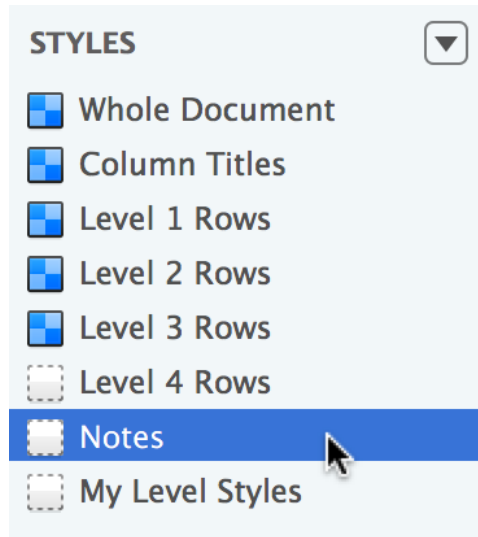 STYLES
Whole Document
Column Titles
Level 1 Rows
Level 2 Rows
Level 3 Rows
Level 4 Rows
Notes
My Level Styles